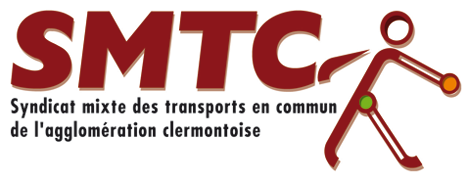 SMTC
Syndicat mixte des transports en commun
de l'agglomération clermontoise